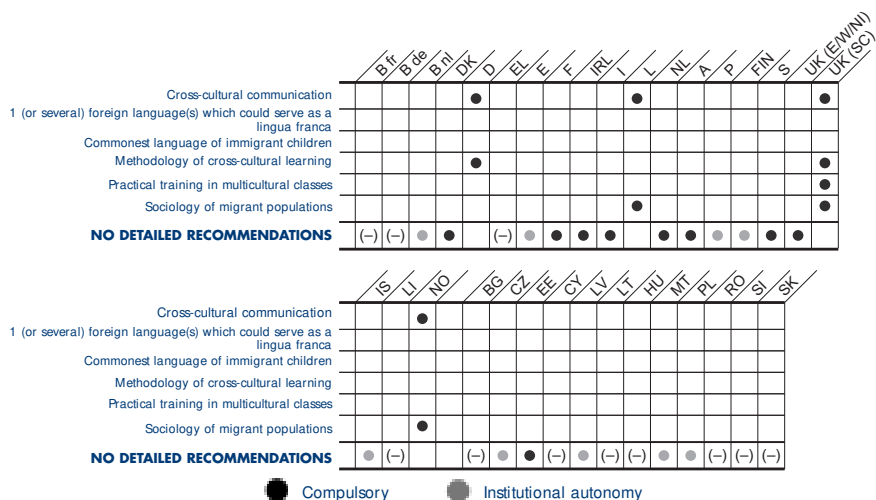 B fr B de B nl DK D EL E F IRL I L NL A P FIN S UK (E/W/NI) UK (SC)
Cross-cultural communication
1 (or several) foreign language(s) which could serve as a
lingua franca
Commonest language of immigrant children
Methodology of cross-cultural learning
Practical training in multicultural classes
Sociology of migrant populations
NO DETAILED RECOMMENDATIONS (–) (–) (–)
IS LI NO BG CZ EE CY LV LT HU MT PL RO SI SK
Cross-cultural communication
1 (or several) foreign language(s) which could serve as a
lingua franca
Commonest language of immigrant children
Methodology of cross-cultural learning
Practical training in multicultural classes
Sociology of migrant populations
NO DETAILED RECOMMENDATIONS (–) (–) (–) (–) (–) (–) (–) (–)
Compulsory Institutional autonomy